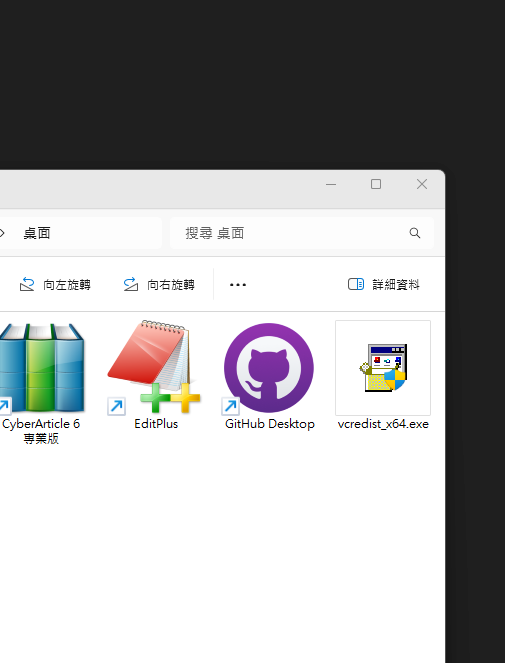 桌面
搜尋 桌面
向左旋轉
向右旋轉
詳細資料
CyberArticle 6
專業版
EditPlus
GitHub Desktop
vcredist_x64.exe